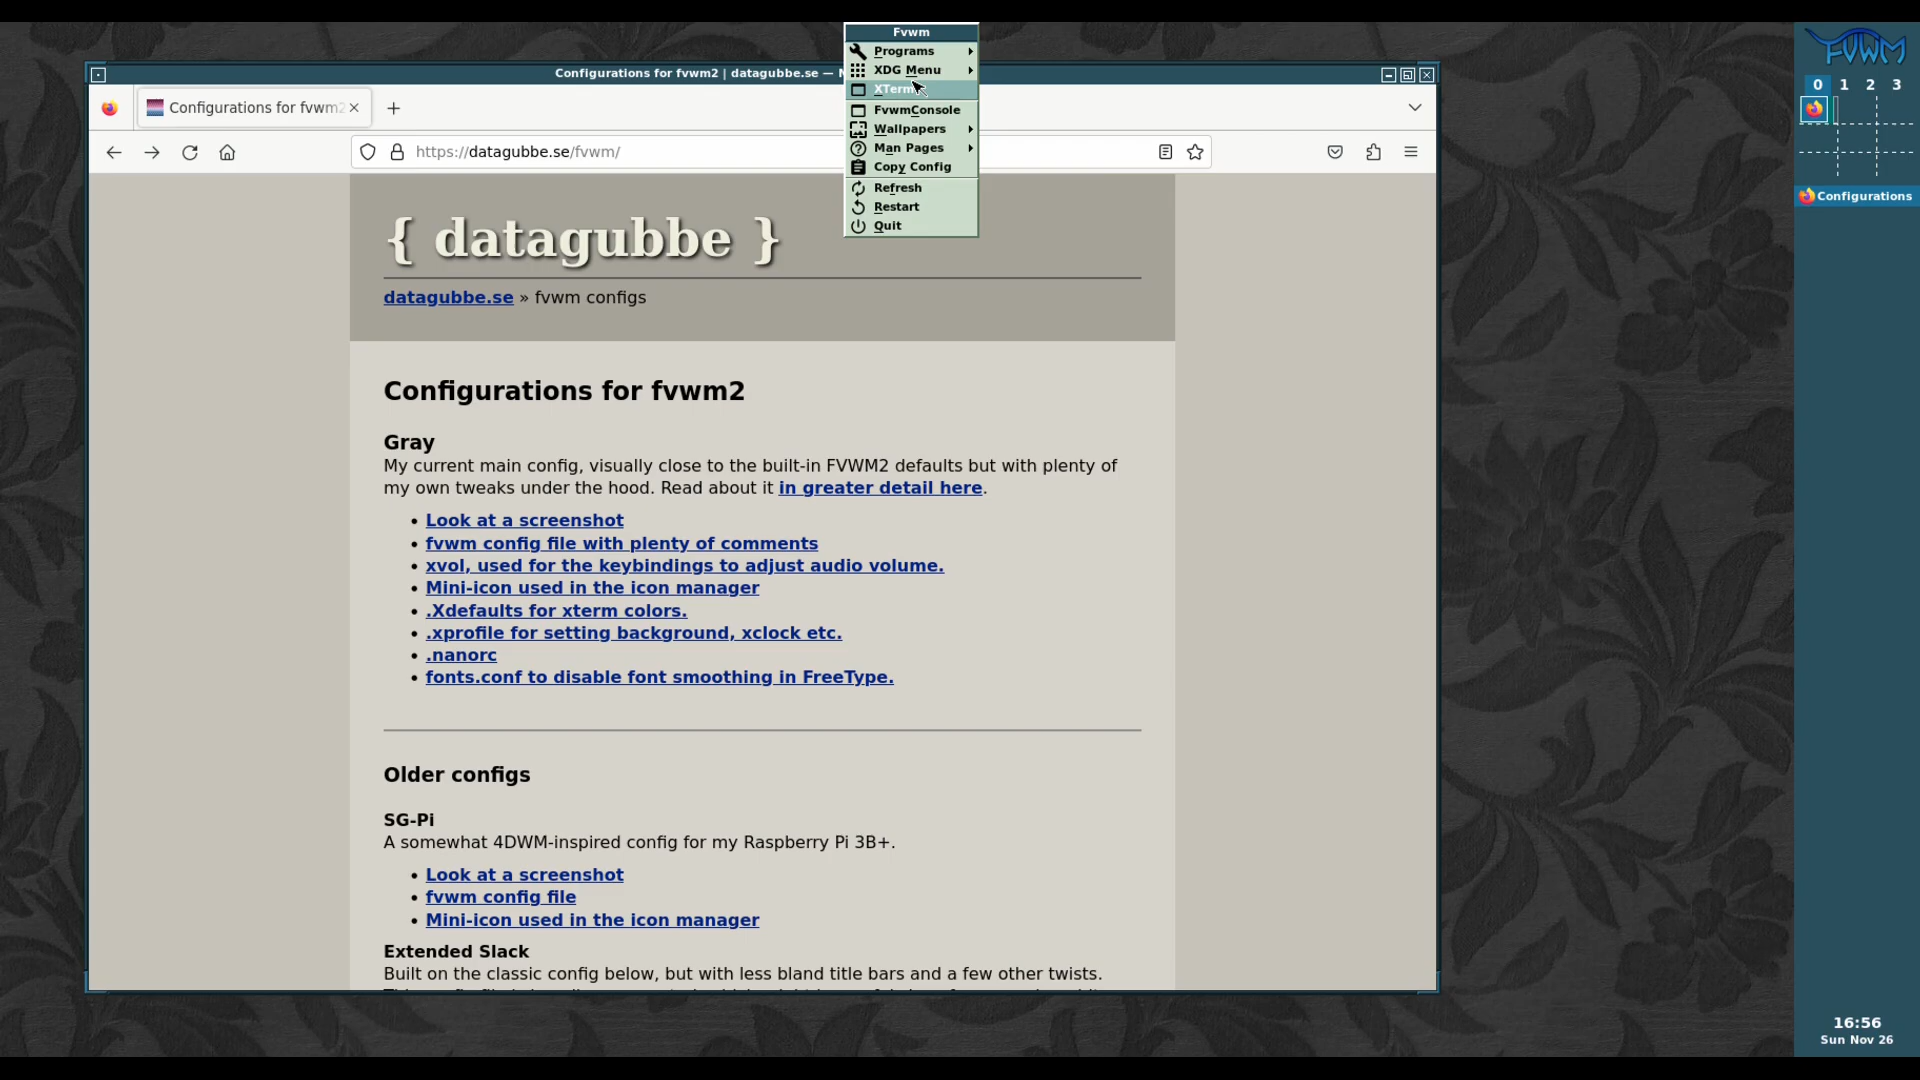 Fvwm
Programs
XDG Menu
XTerm
FvwmConsole
Wallpapers
Man Pages
Copy Config
Refresh
Restart
Quit
Configurations for fvwm2 | datagubbe.se —
Configurations for fvwm2
https://datagubbe.se/fvwm/
{ datagubbe }
datagubbe.se » fvwm configs
Configurations for fvwm2
Gray
My current main config, visually close to the built-in FVWM2 defaults but with plenty of
my own tweaks under the hood. Read about it in greater detail here.
• Look at a screenshot
• fvwm config file with plenty of comments
• xvol, used for the keybindings to adjust audio volume.
• Mini-icon used in the icon manager
• .Xdefaults for xterm colors.
• .xprofile for setting background, xclock etc.
• .nanorc
• fonts.conf to disable font smoothing in FreeType.
Older configs
SG-Pi
A somewhat 4DWM-inspired config for my Raspberry Pi 3B+.
• Look at a screenshot
• fvwm config file
• Mini-icon used in the icon manager
Extended Slack
Built on the classic config below, but with less bland title bars and a few other twists.
FVWM
0 1 2 3
Configurations
16:56
Sun Nov 26